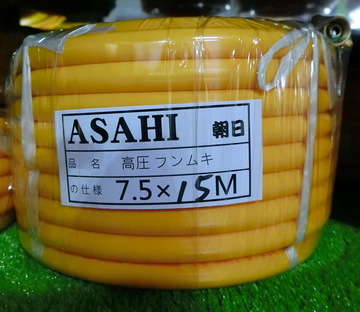 ASAHI 朝日
品 名 高圧フンムキ
の仕様 7.5×15M